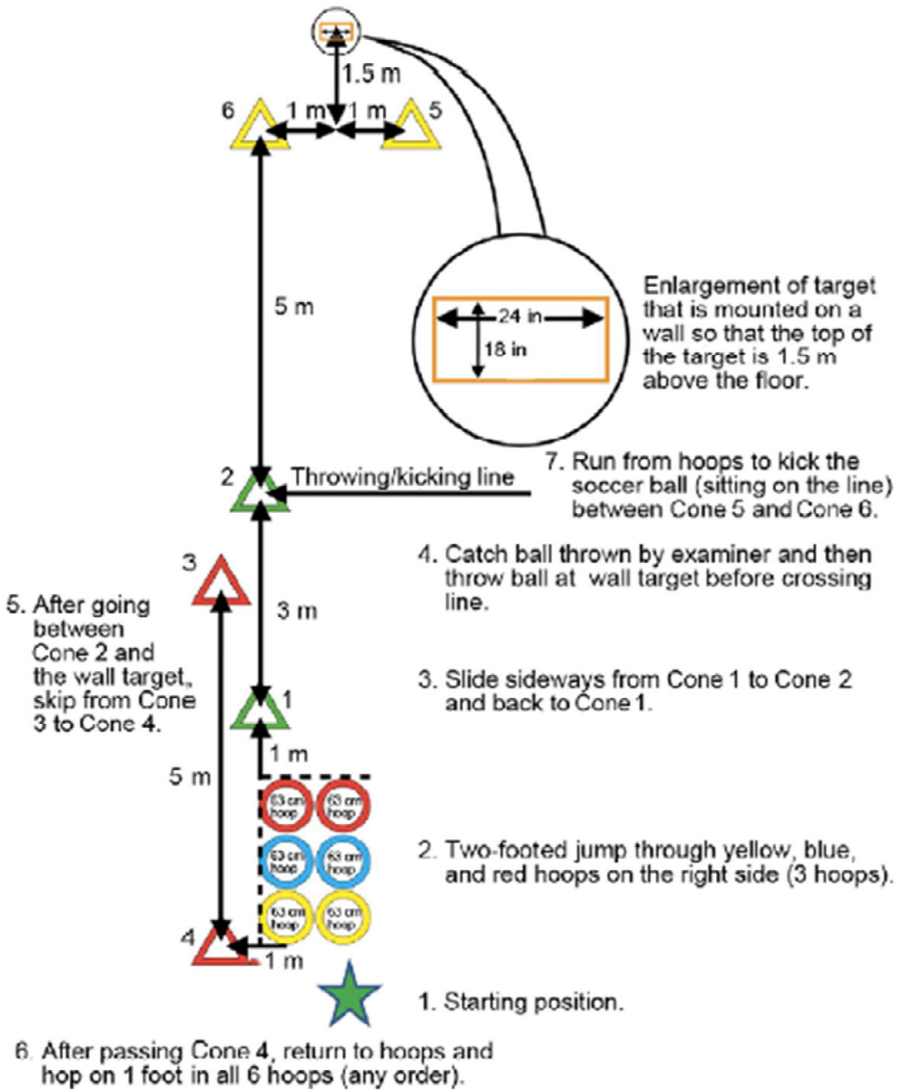 1.5 m
6
1 m
1 m
5
5 m
24 in
18 in
Enlargement of target
that is mounted on a
wall so that the top of
the target is 1.5 m
above the floor.
2
Throwing/kicking line
7. Run from hoops to kick the
soccer ball (sitting on the line)
between Cone 5 and Cone 6.
3
4. Catch ball thrown by examiner and then
throw ball at wall target before crossing
line.
5. After going
between
Cone 2 and
the wall target,
skip from Cone
3 to Cone 4.
3 m
3. Slide sideways from Cone 1 to Cone 2
and back to Cone 1.
1
1 m
5 m
63 cm
hoop
63 cm
hoop
63 cm
hoop
63 cm
hoop
63 cm
hoop
63 cm
hoop
2. Two-footed jump through yellow, blue,
and red hoops on the right side (3 hoops).
4
1 m
1. Starting position.
6. After passing Cone 4, return to hoops and
hop on 1 foot in all 6 hoops (any order).